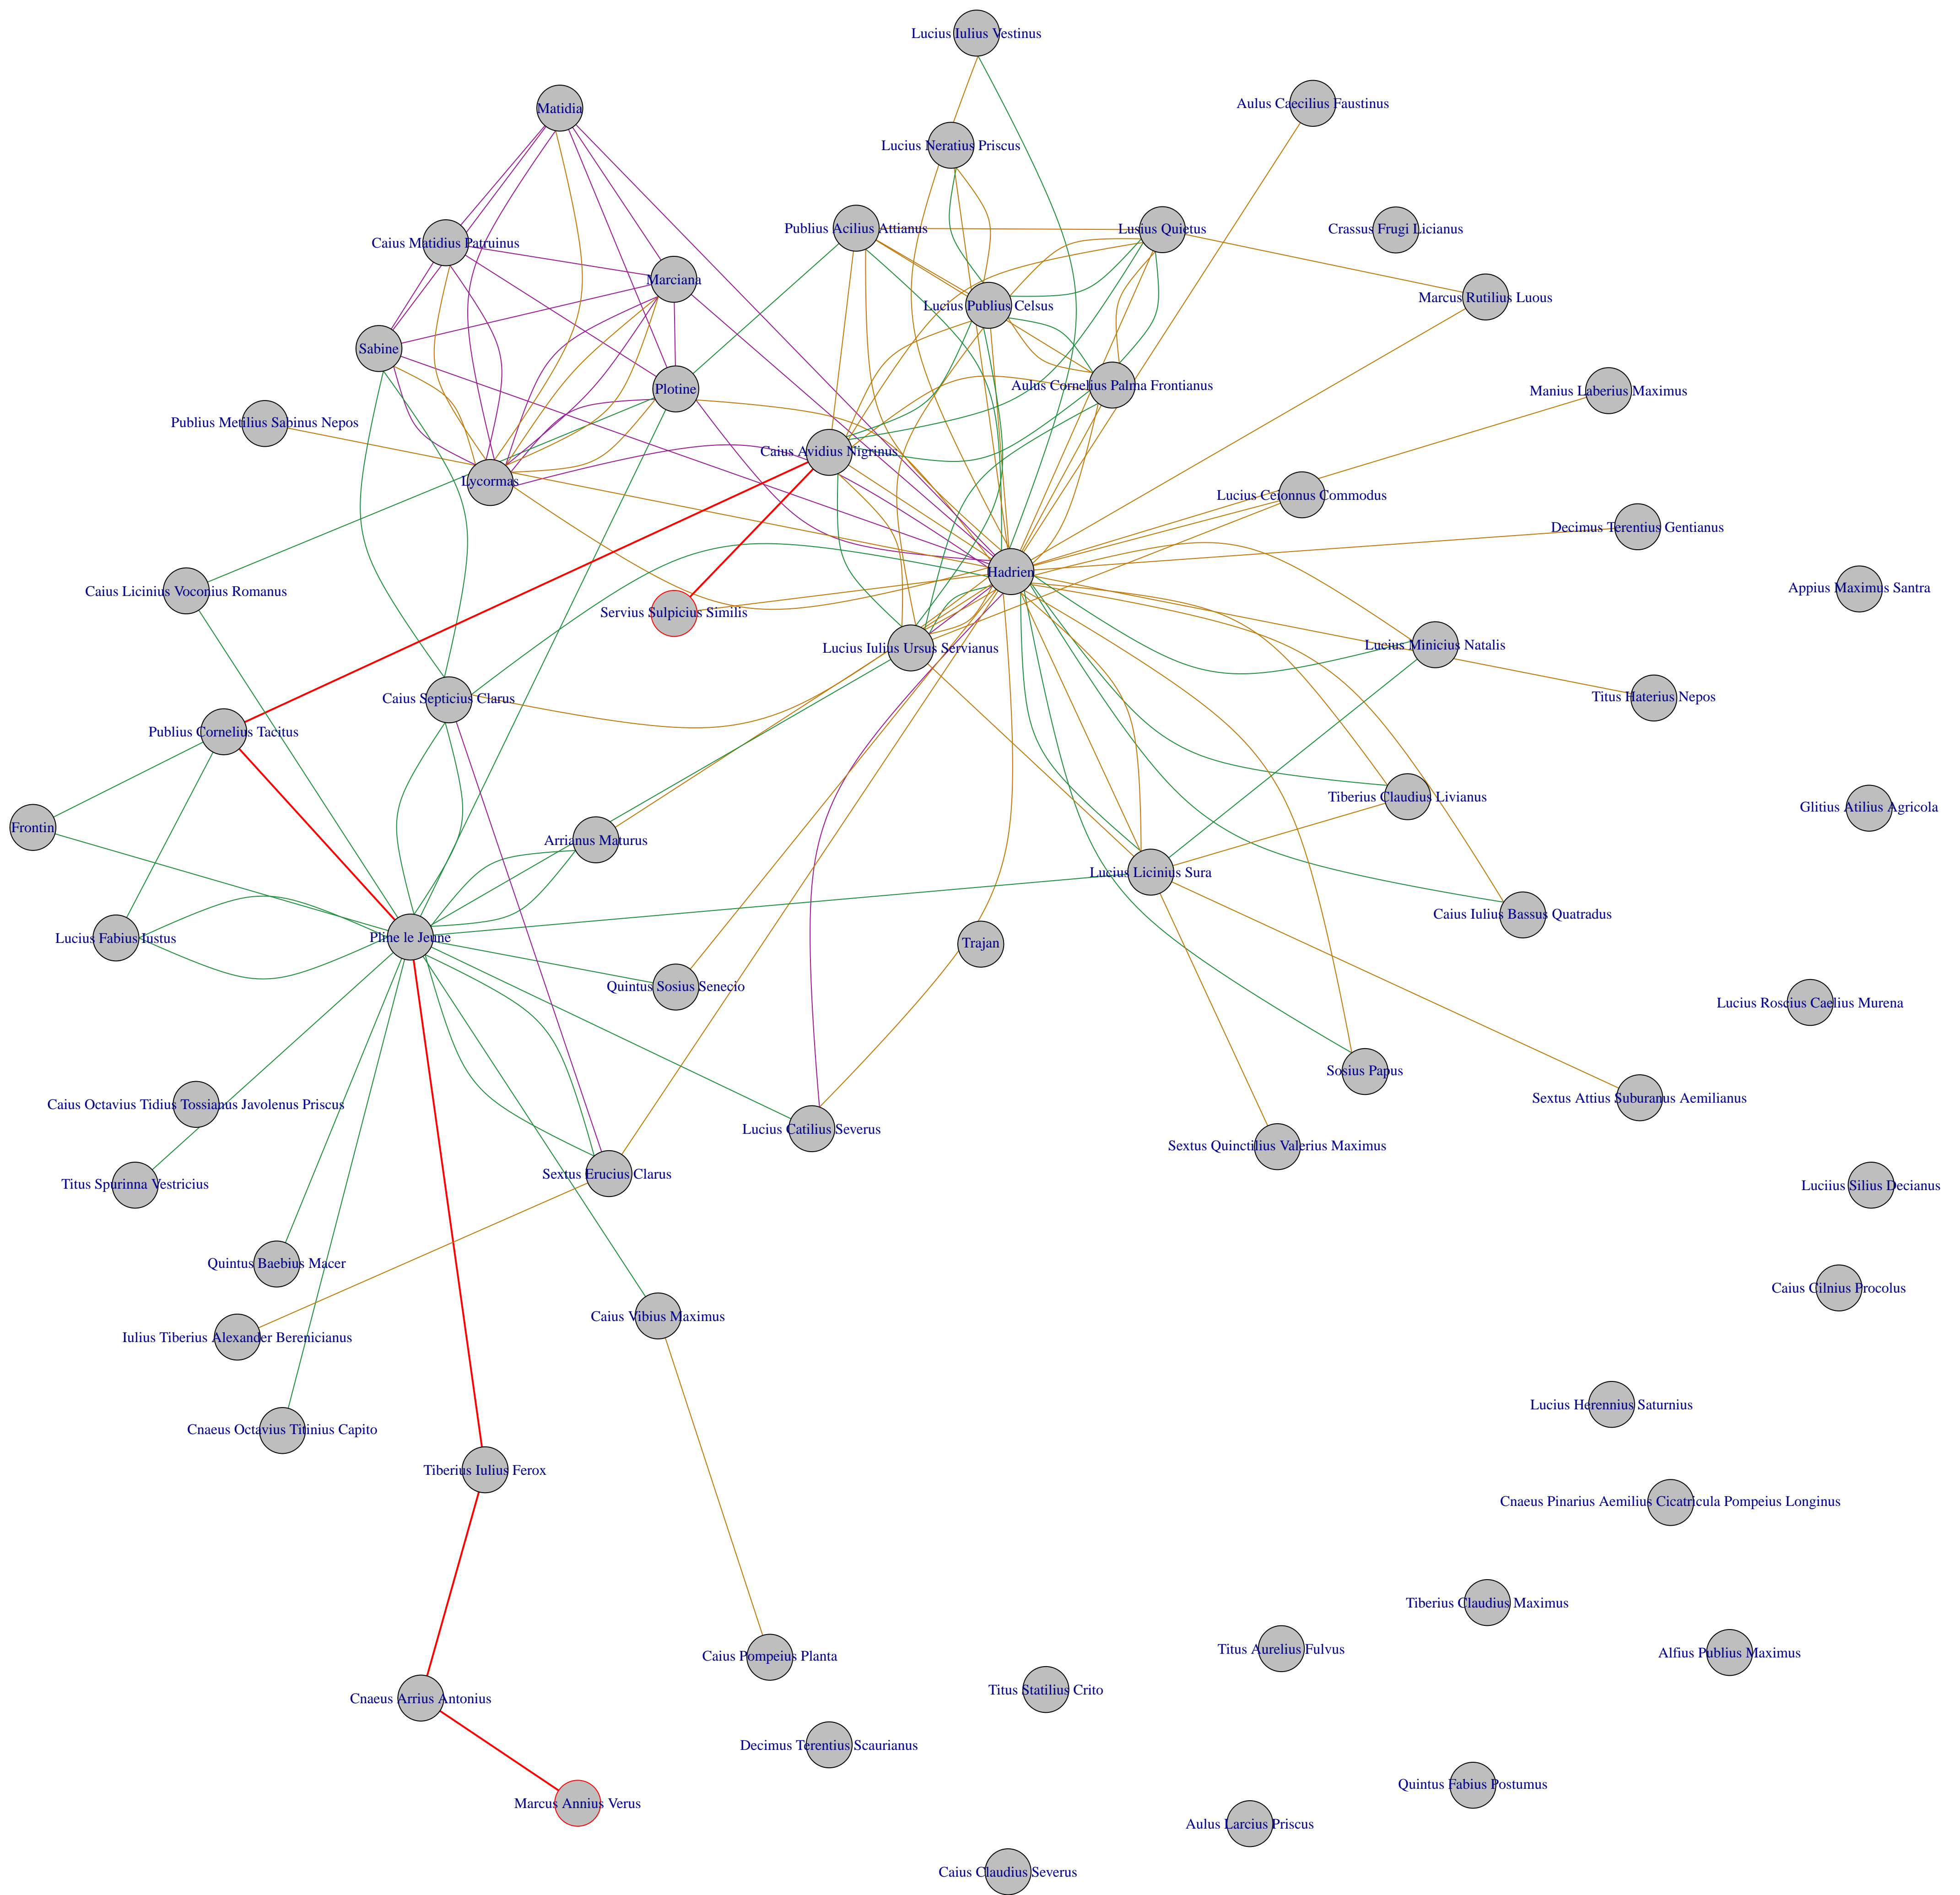 Lucius Iulius Vestinus
Aulus Caecilius Faustinus
Matidia
Lucius Neratius Priscus
Publius Acilius Attianus
Lusius Quietus
Crassus Frugi Licianus
Caius Matidius Patruinus
Marciana
Marcus Rutilius Luous
Lucius Publius Celsus
Sabine
Plotine
Aulus Cornelius Palma Frontianus
Manius Laberius Maximus
Publius Metilius Sabinus Nepos
Caius Avidius Nigrinus
Lycormas
Lucius Ceionnus Commodus
Decimus Terentius Gentianus
Hadrien
Caius Licinius Voconius Romanus
Appius Maximus Santra
Servius Sulpicius Similis
Lucius Iulius Ursus Servianus
Lucius Minicius Natalis
Caius Septicius Clarus
Titus Haterius Nepos
Publius Cornelius Tacitus
Tiberius Claudius Livianus
Glitius Atilius Agricola
Frontin
Arrianus Maturus
Lucius Licinius Sura
Caius Iulius Bassus Quatradus
Lucius Fabius Iustus
Pline le Jeune
Trajan
Quintus Sosius Senecio
Lucius Roscius Caelius Murena
Sosius Papus
Sextus Attius Suburanus Aemilianus
Caius Octavius Tidius Tossianus Javolenus Priscus
Lucius Catilius Severus
Sextus Quinctilius Valerius Maximus
Sextus Erucius Clarus
Titus Spurinna Vestricius
Luciius Silius Decianus
Quintus Baebius Macer
Caius Cilnius Procolus
Caius Vibius Maximus
Iulius Tiberius Alexander Berenicianus
Lucius Herennius Saturnius
Cnaeus Octavius Titinius Capito
Tiberius Iulius Ferox
Cnaeus Pinarius Aemilius Cicatricula Pompeius Longinus
Tiberius Claudius Maximus
Titus Aurelius Fulvus
Alfius Publius Maximus
Caius Pompeius Planta
Titus Statilius Crito
Cnaeus Arrius Antonius
Decimus Terentius Scaurianus
Quintus Fabius Postumus
Marcus Annius Verus
Aulus Larcius Priscus
Caius Claudius Severus